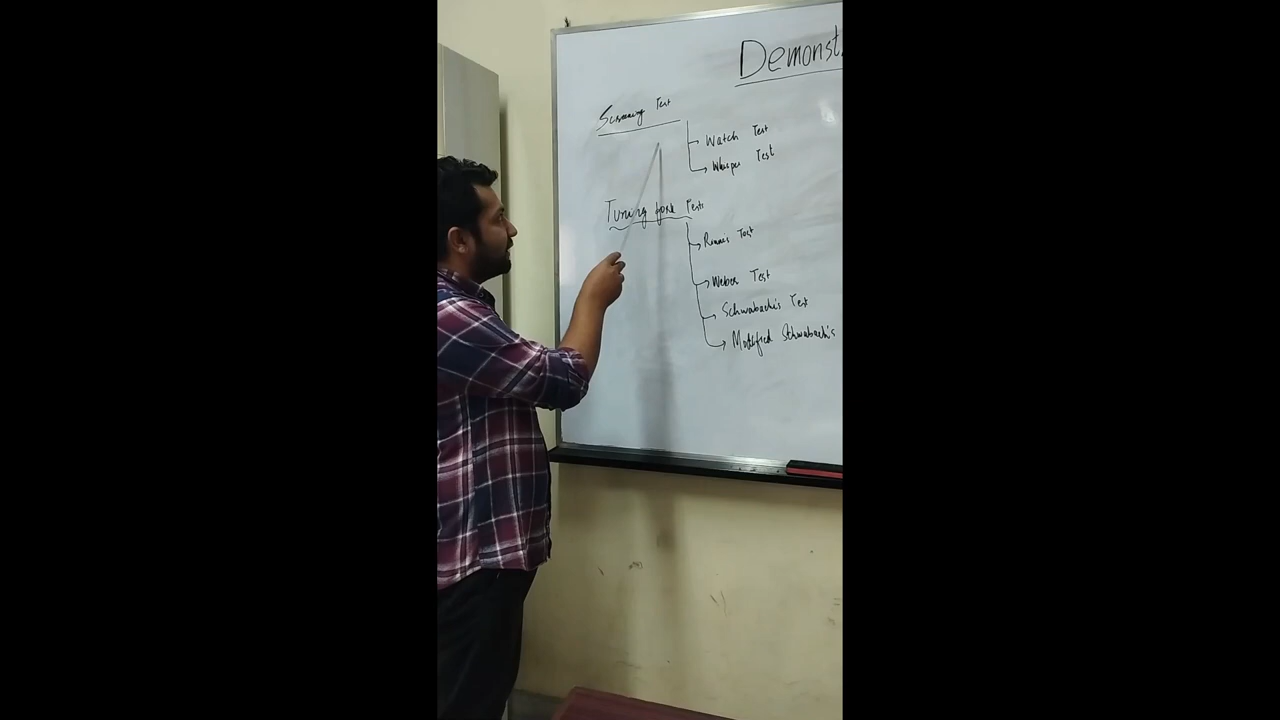 Demonst
Screening Test
Watch Test
Whisper Test
Tuning fork Tests
Rinne's Test
Weber Test
Schwabach's Test
Modified Schwabach's